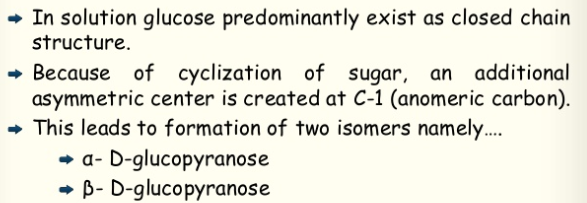 ➡ In solution glucose predominantly exist as closed chain
structure.
➡ Because of cyclization of sugar, an additional
asymmetric center is created at C-1 (anomeric carbon).
➡ This leads to formation of two isomers namely....
➡ α- D-glucopyranose
➡ β- D-glucopyranose